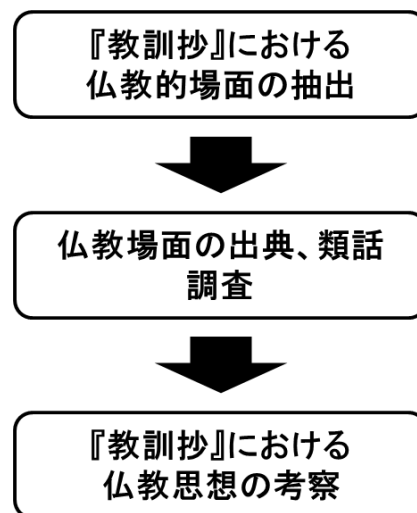 『教訓抄』における
仏教的場面の抽出
仏教場面の出典、類話
調査
『教訓抄』における
仏教思想の考察